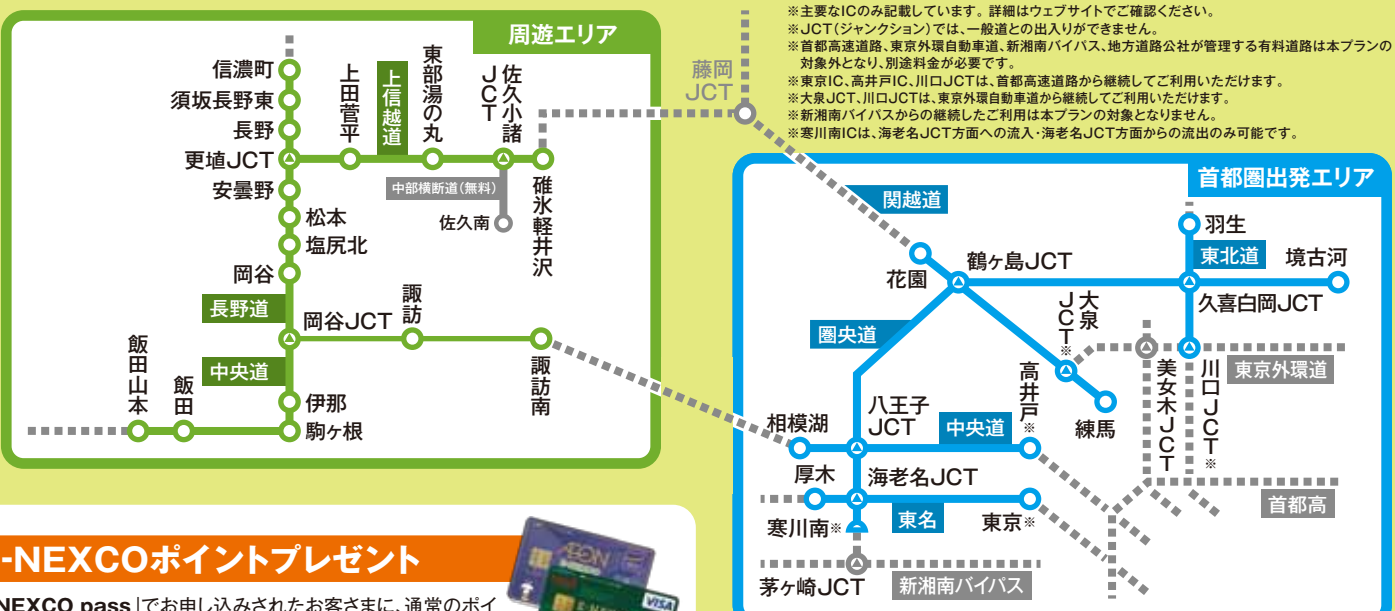 ※主要なICのみ記載しています。詳細はウェブサイトでご確認ください。
※JCT(ジャンクション)では、一般道との出入りができません。
※首都高速道路、東京外環自動車道、新湘南バイパス、地方道路公社が管理する有料道路は本プランの
対象外となり、別途料金が必要です。
※東京IC、高井戸IC、川口JCTは、首都高速道路から継続してご利用いただけます。
※大泉JCT、川口JCTは、東京外環自動車道から継続してご利用いただけます。
※新湘南バイパスからの継続したご利用は本プランの対象となりません。
※寒川南ICは、海老名JCT方面への流入・海老名JCT方面からの流出のみ可能です。
周遊エリア
信濃町
須坂長野東
長野
更埴JCT
安曇野
松本
塩尻北
岡谷
長野道
岡谷JCT
中央道
伊那
駒ヶ根
飯田
飯田山本
上田菅平
上信越道
東部湯の丸
佐久小諸
JCT
中部横断道(無料)
佐久南
碓氷軽井沢
諏訪
諏訪南
藤岡
JCT
首都圏出発エリア
関越道
花園
鶴ヶ島JCT
羽生
東北道
境古河
久喜白岡JCT
圏央道
大泉
JCT※
練馬
美女木JCT
川口JCT※
東京外環道
高井戸※
八王子
JCT
相模湖
中央道
厚木
海老名JCT
東名
東京※
寒川南※
首都高
茅ヶ崎JCT
新湘南バイパス
-NEXCOポイントプレゼント
NEXCO pass」でお申し込みされたお客さまに、通常のポイ
AEON
E-NEXCO
VISA